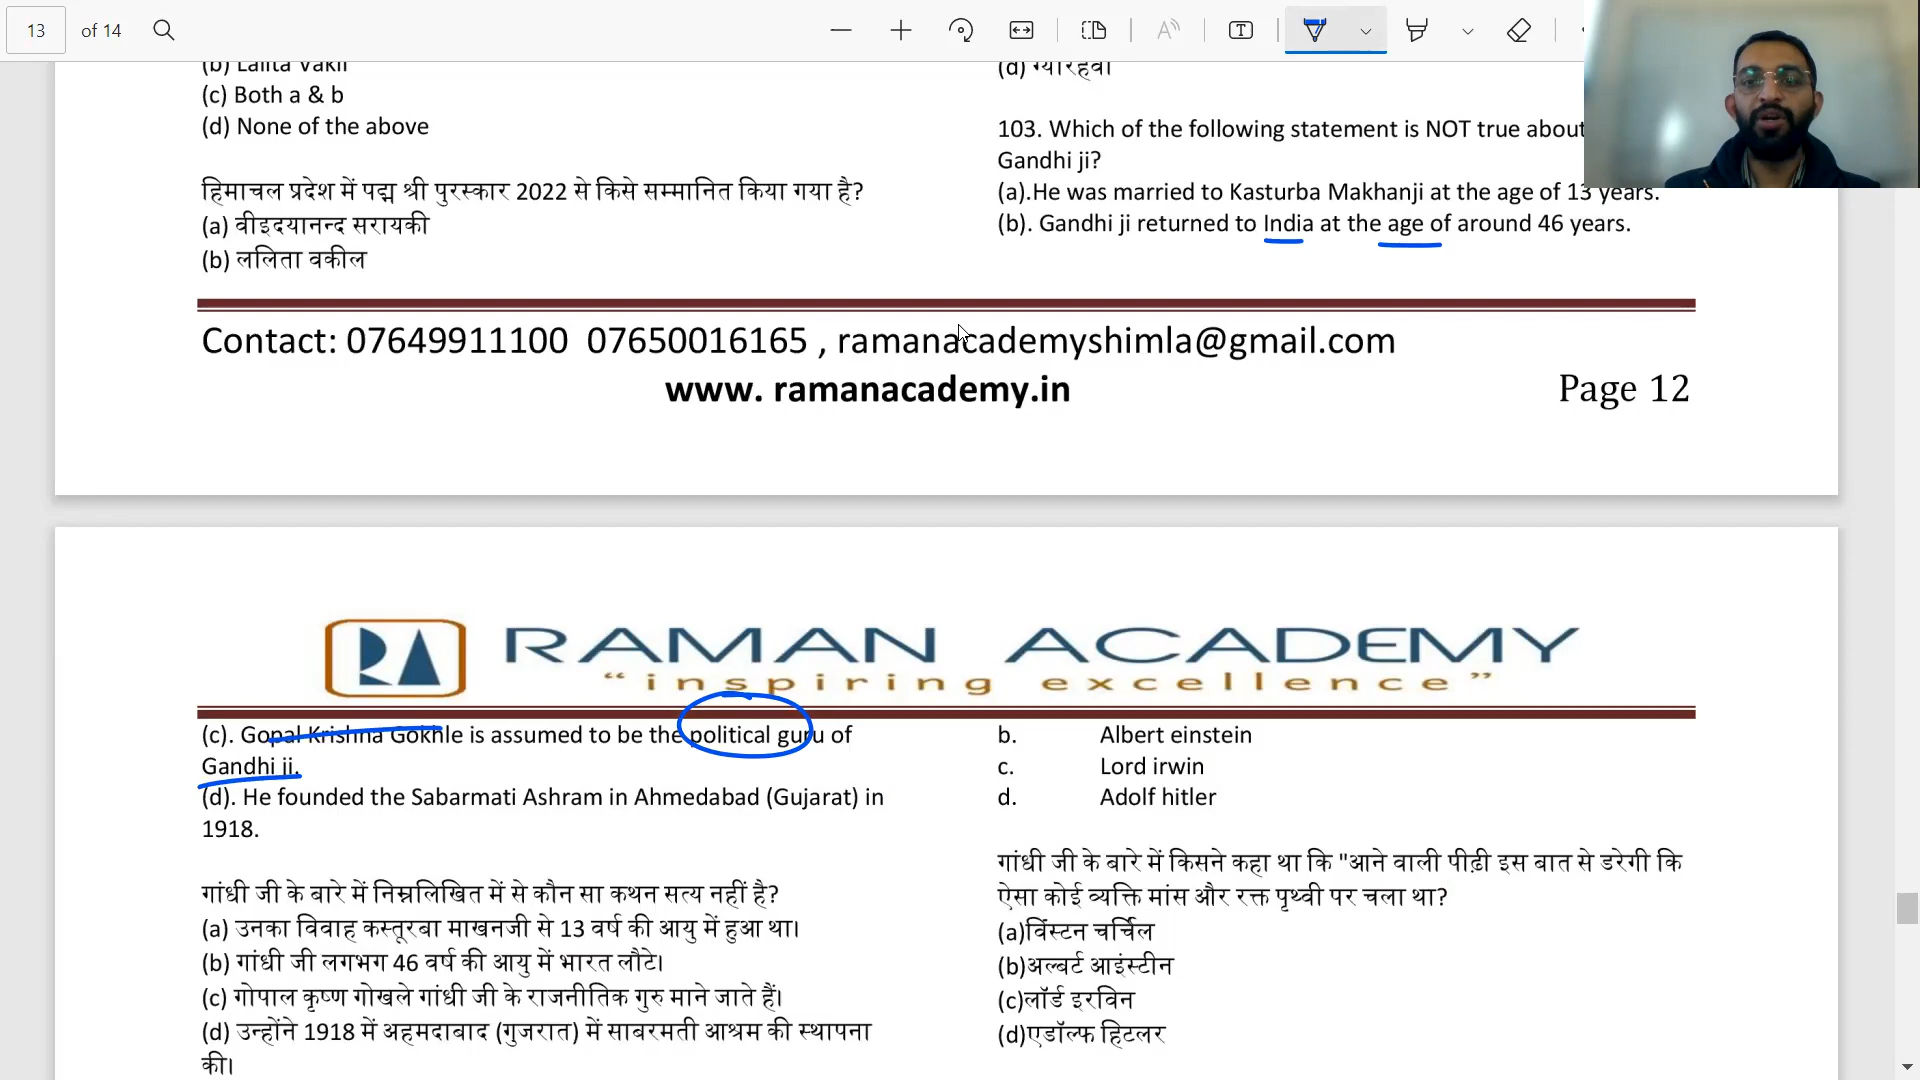 13 of 14
(b) Lalita Vakil
(c) Both a & b
(d) None of the above
हिमाचल प्रदेश में पद्म श्री पुरस्कार 2022 से किसे सम्मानित किया गया है?
(a) वीइदयानन्द सरायकी
(b) ललिता वकील
(d) ग्यारहवां
103. Which of the following statement is NOT true about
Gandhi ji?
(a).He was married to Kasturba Makhanji at the age of 13 years.
(b). Gandhi ji returned to India at the age of around 46 years.
Contact: 07649911100 07650016165 , ramanacademyshimla@gmail.com
www. ramanacademy.in
Page 12
RA RAMAN ACADEMY
“inspiring excellence”
(c). Gopal Krishna Gokhle is assumed to be the political guru of
Gandhi ji.
(d). He founded the Sabarmati Ashram in Ahmedabad (Gujarat) in
1918.
गांधी जी के बारे में निम्नलिखित में से कौन सा कथन सत्य नहीं है?
(a) उनका विवाह कस्तूरबा माखनजी से 13 वर्ष की आयु में हुआ था।
(b) गांधी जी लगभग 46 वर्ष की आयु में भारत लौटे।
(c) गोपाल कृष्ण गोखले गांधी जी के राजनीतिक गुरु माने जाते हैं।
(d) उन्होंने 1918 में अहमदाबाद (गुजरात) में साबरमती आश्रम की स्थापना
की।
b. Albert einstein
c. Lord irwin
d. Adolf hitler
गांधी जी के बारे में किसने कहा था कि "आने वाली पीढ़ी इस बात से डरेगी कि
ऐसा कोई व्यक्ति मांस और रक्त पृथ्वी पर चला था?
(a)विंस्टन चर्चिल
(b)अल्बर्ट आइंस्टीन
(c)लॉर्ड इरविन
(d)एडॉल्फ हिटलर